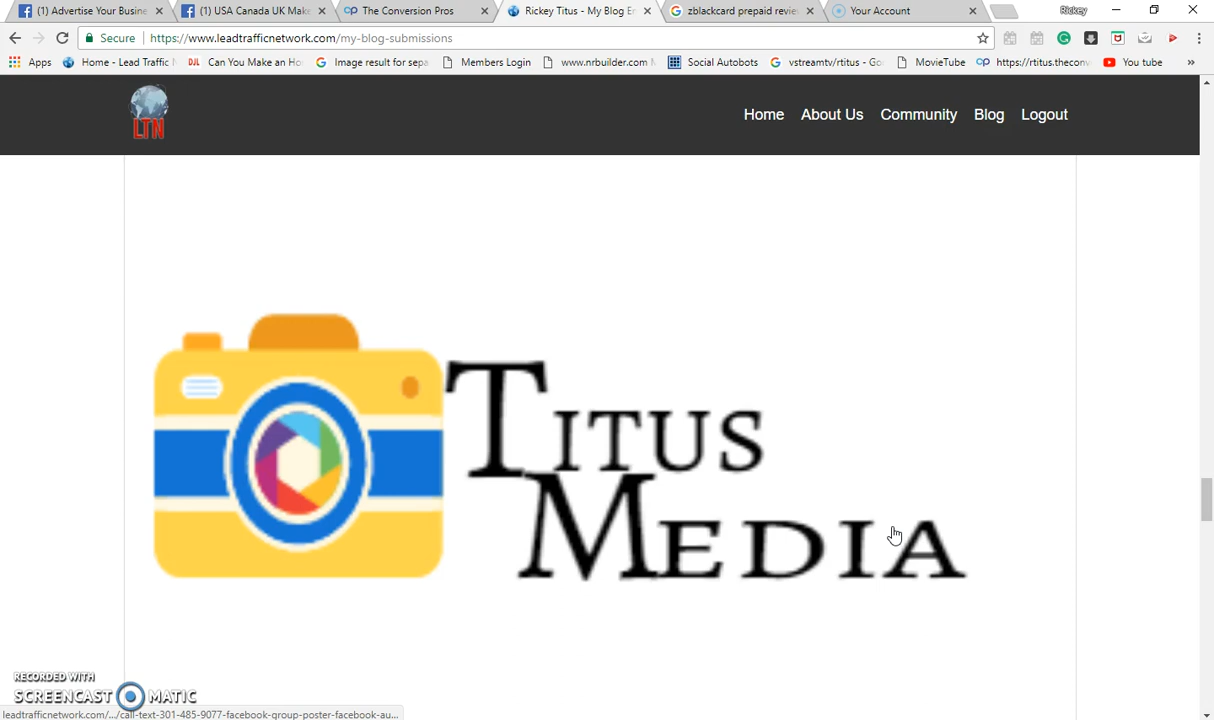 (1) Advertise Your Busine
(1) USA Canada UK Make
The Conversion Pros
Rickey Titus - My Blog En
zblackcard prepaid revie
Your Account
Rickey
Secure
https://www.leadtrafficnetwork.com/my-blog-submissions
Apps
Home - Lead Traffic
DJL
Can You Make an Ho
Image result for sepa
Members Login
www.nrbuilder.com
Social Autobots
vstreamtv/rtitus - Go
MovieTube
https://rtitus.theconv
You tube
»
LTN
Home
About Us
Community
Blog
Logout
TITUS
MEDIA
RECORDED WITH
SCREENCAST MATIC
leadtrafficnetwork.com/.../call-text-301-485-9077-facebook-group-poster-facebook-au...